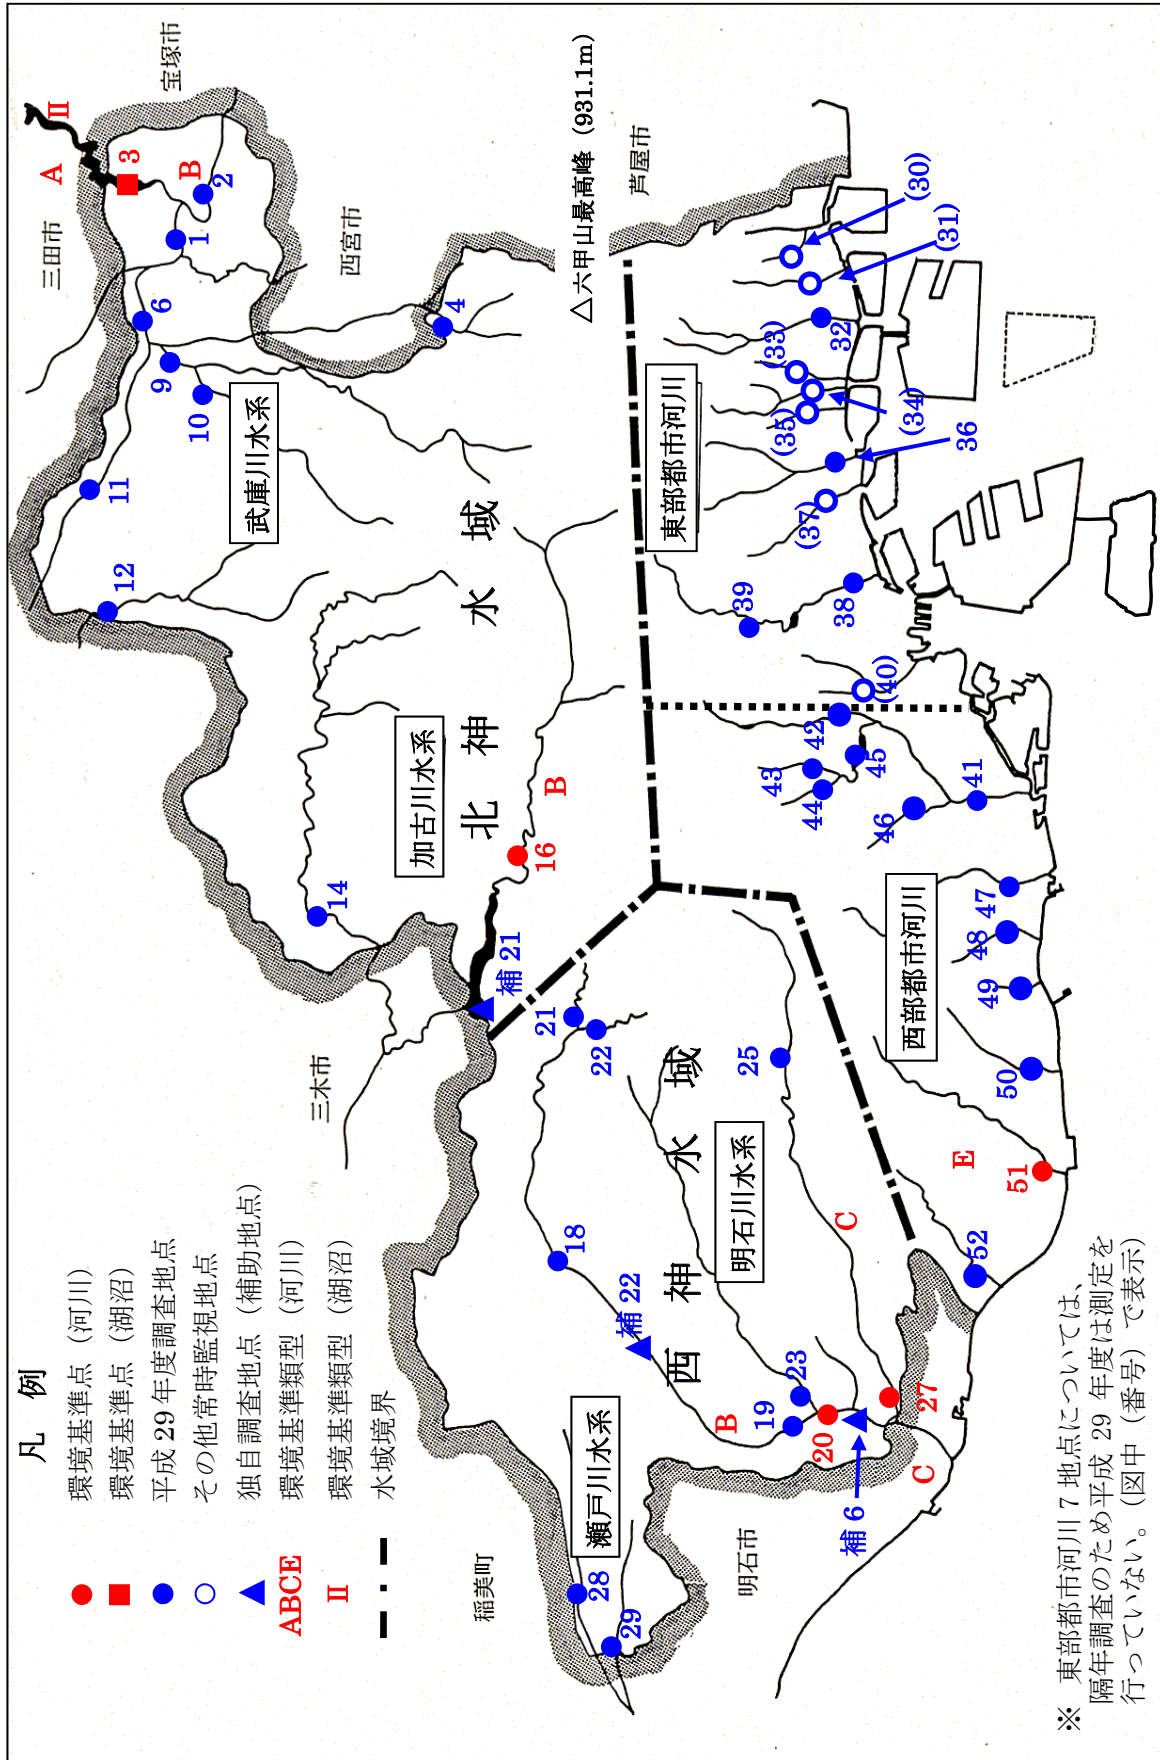 凡 例
環境基準点（河川）
環境基準点（湖沼）
平成 29 年度調査地点
その他常時監視地点
独自調査地点（補助地点）
ABCE 環境基準類型（河川）
II 環境基準類型（湖沼）
水域境界
稲美町
明石市
三木市
三田市
宝塚市
西宮市
芦屋市
△六甲山最高峰（931.1m）
北 神 水 域
西 神 水 域
武庫川水系
加古川水系
明石川水系
瀬戸川水系
東部都市河川
西部都市河川
A
II
3
B
2
1
6
4
9
10
11
12
14
16
B
補 21
21
22
25
18
補 22
C
B
19
23
20
27
補 6
C
28
29
(30)
(31)
32
(33)
(34)
(35)
36
(37)
38
39
(40)
42
43
44
45
46
41
47
48
49
50
51
E
52
※ 東部都市河川 7 地点については、
隔年調査のため平成 29 年度は測定を
行っていない。（図中（番号）で表示）